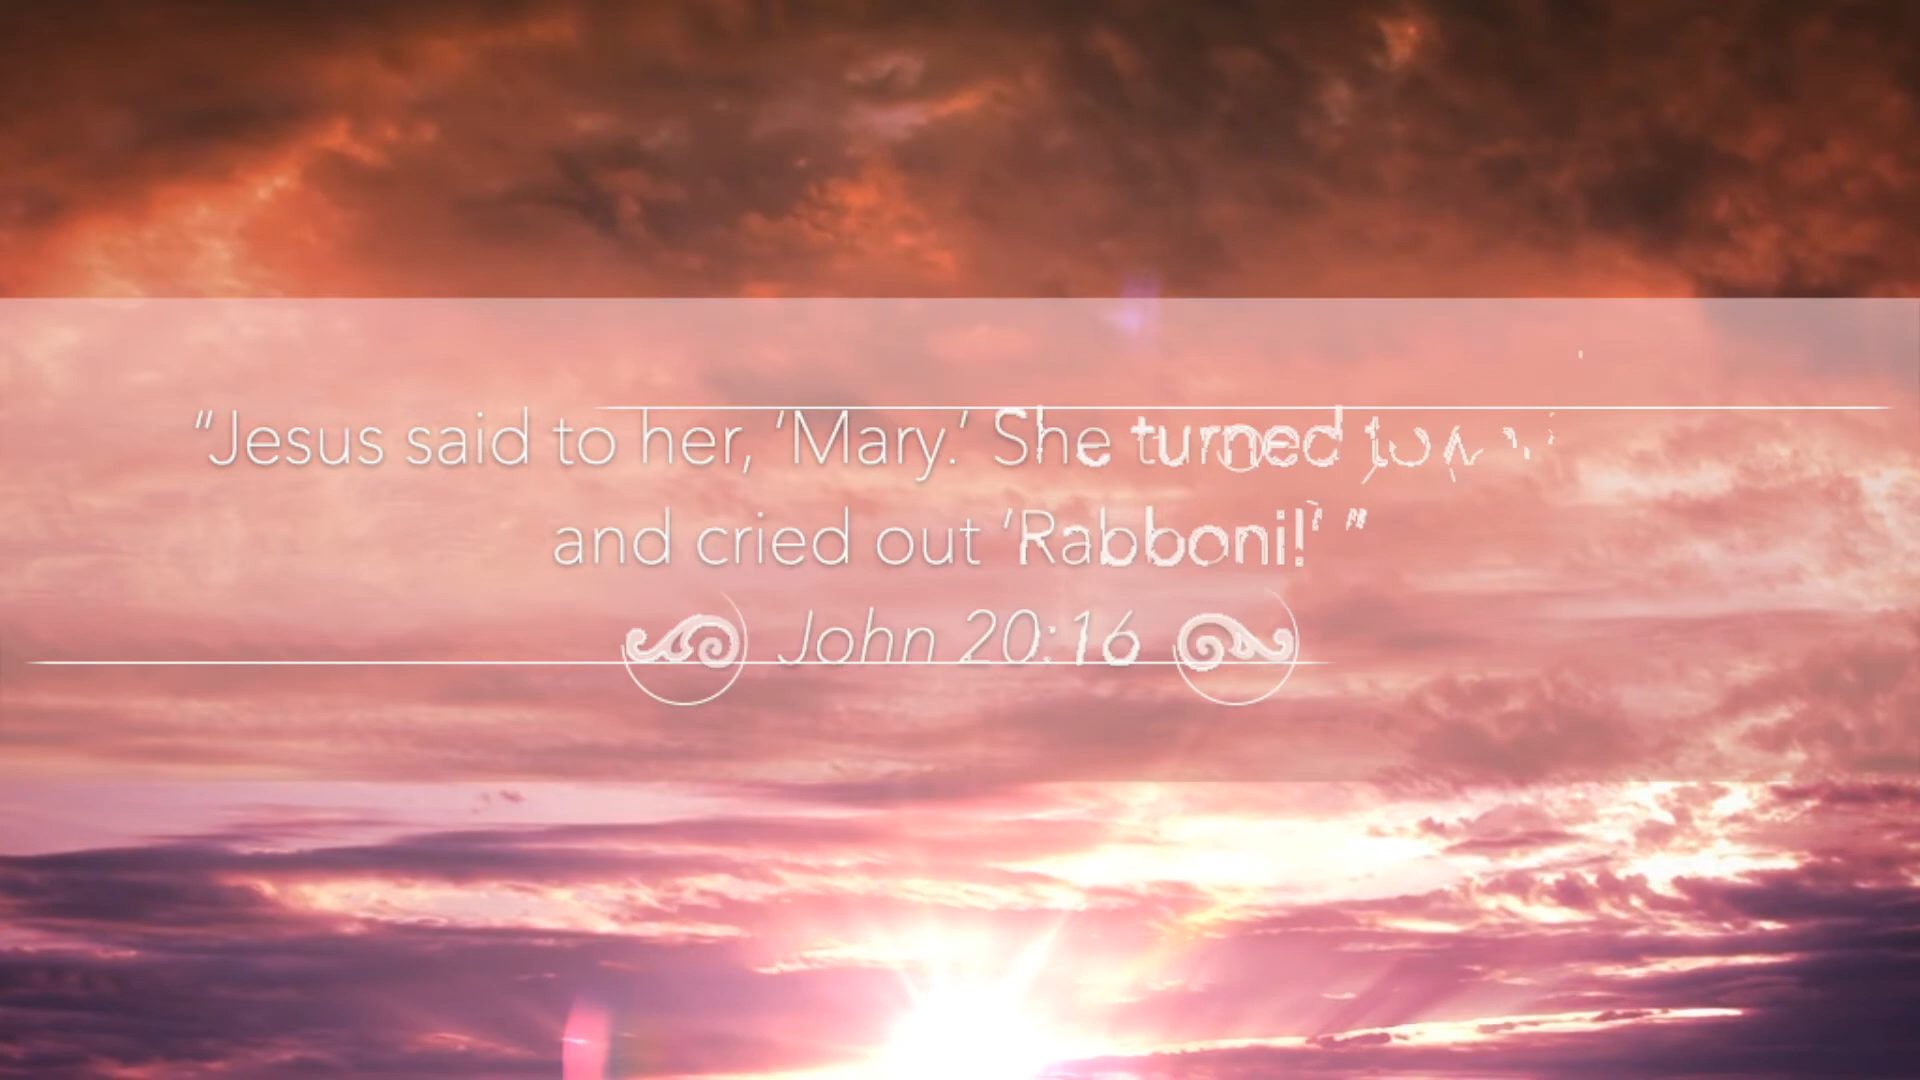 “Jesus said to her, ‘Mary.’ She turned
and cried out ‘Rabboni!’ ”
John 20:16